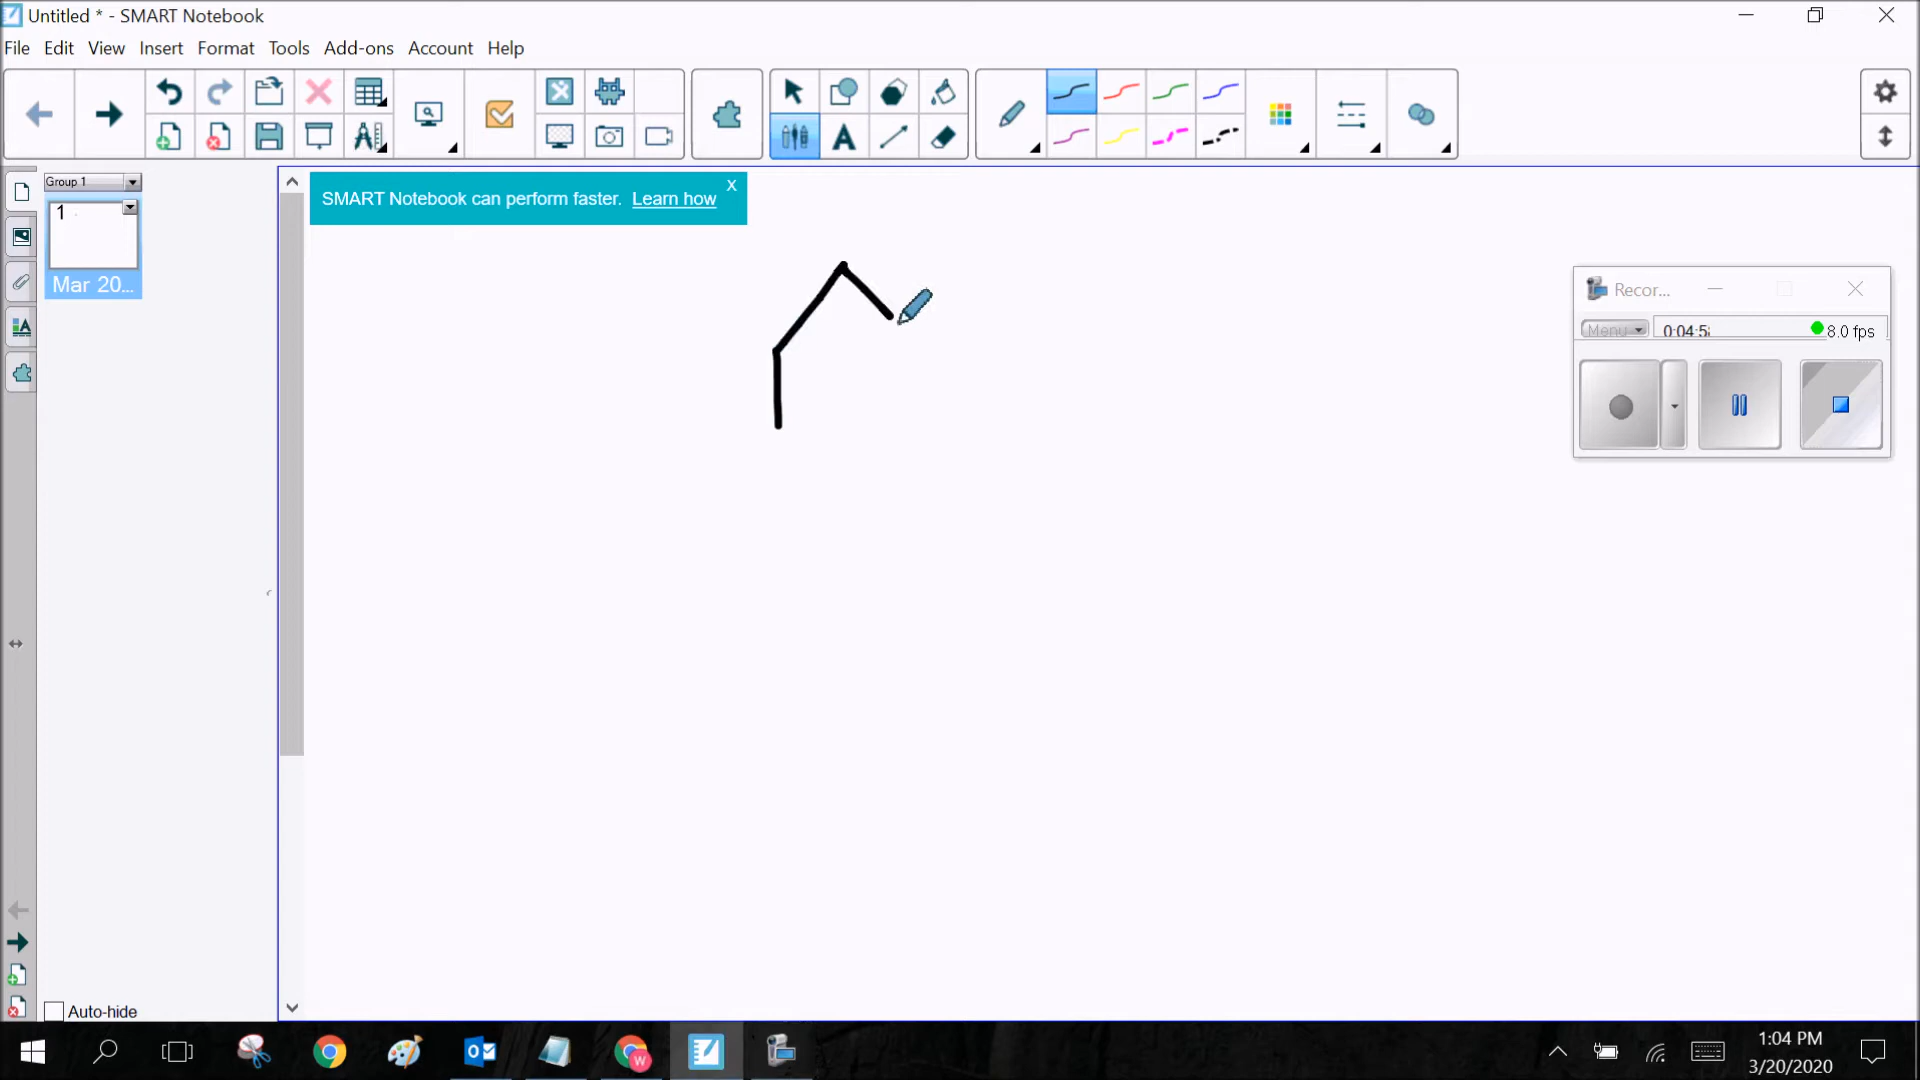 Untitled * - SMART Notebook
File Edit View Insert Format Tools Add-ons Account Help
Group 1
1
Mar 20...
SMART Notebook can perform faster. Learn how
X
Recor...
Menu
8.0 fps
Auto-hide
1:04 PM
3/20/2020